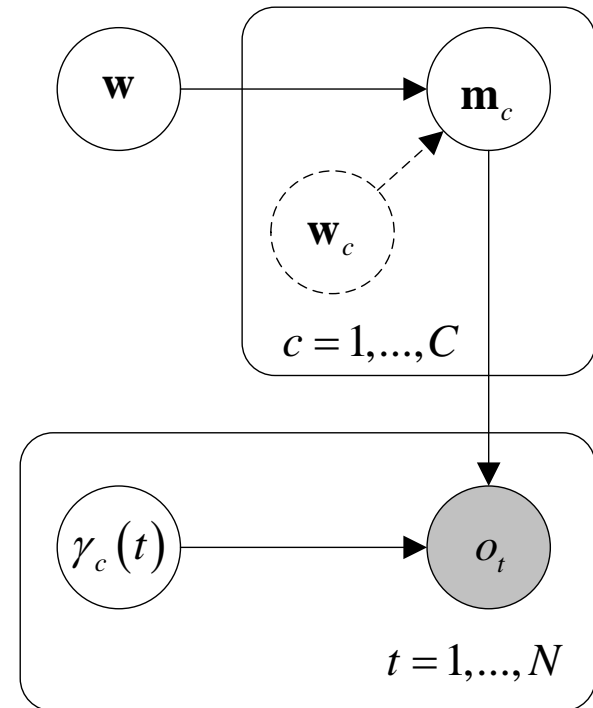 w
m_c
w_c
c = 1,...,C
γ_c(t)
o_t
t = 1,...,N